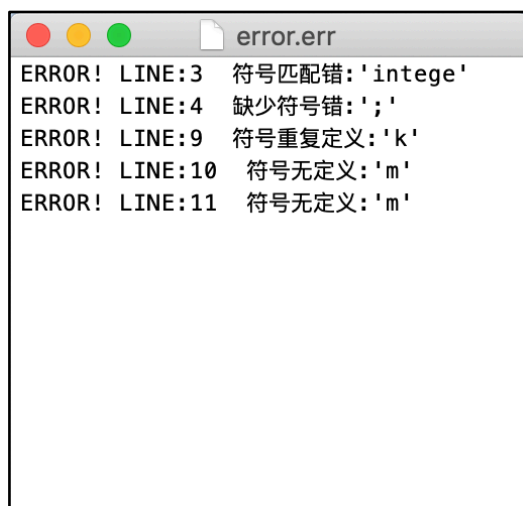 error.err
ERROR! LINE:3  符号匹配错:'intege'
ERROR! LINE:4  缺少符号错:';'
ERROR! LINE:9  符号重复定义:'k'
ERROR! LINE:10  符号无定义:'m'
ERROR! LINE:11  符号无定义:'m'